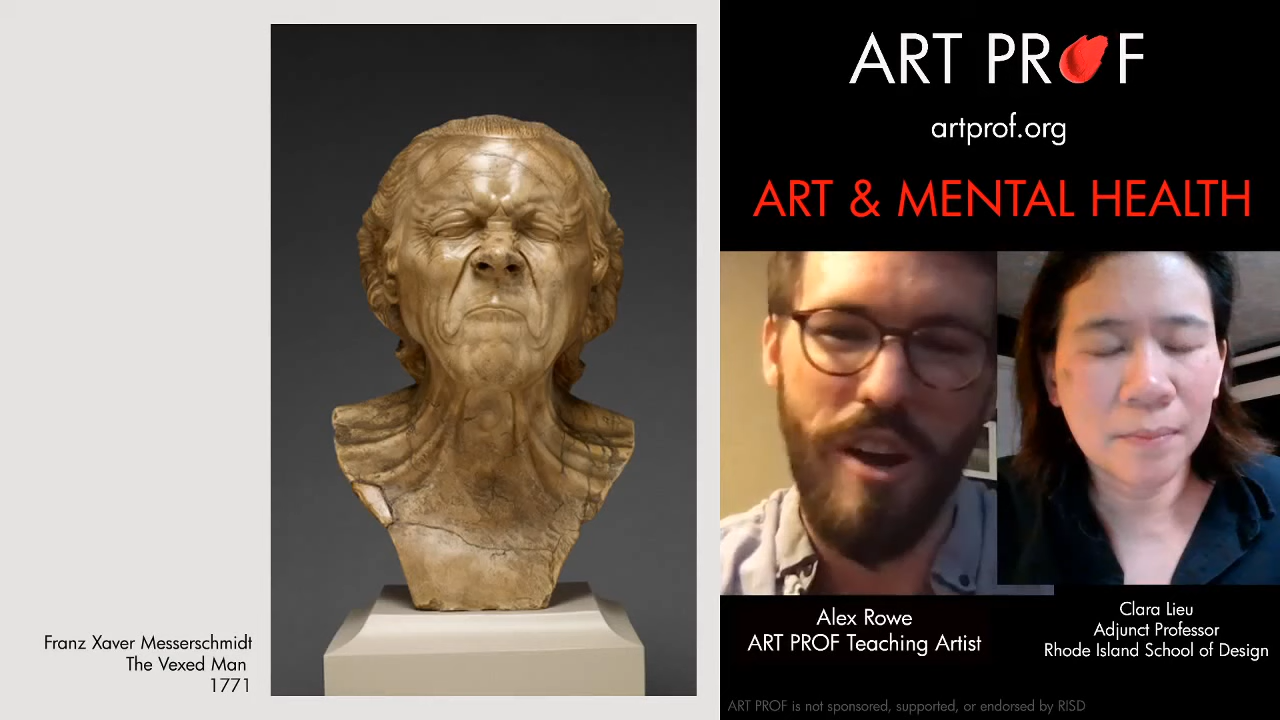 Franz Xaver Messerschmidt
The Vexed Man
1771
ART PROF
artprof.org
ART & MENTAL HEALTH
Alex Rowe
ART PROF Teaching Artist
Clara Lieu
Adjunct Professor
Rhode Island School of Design
ART PROF is not sponsored, supported, or endorsed by RISD